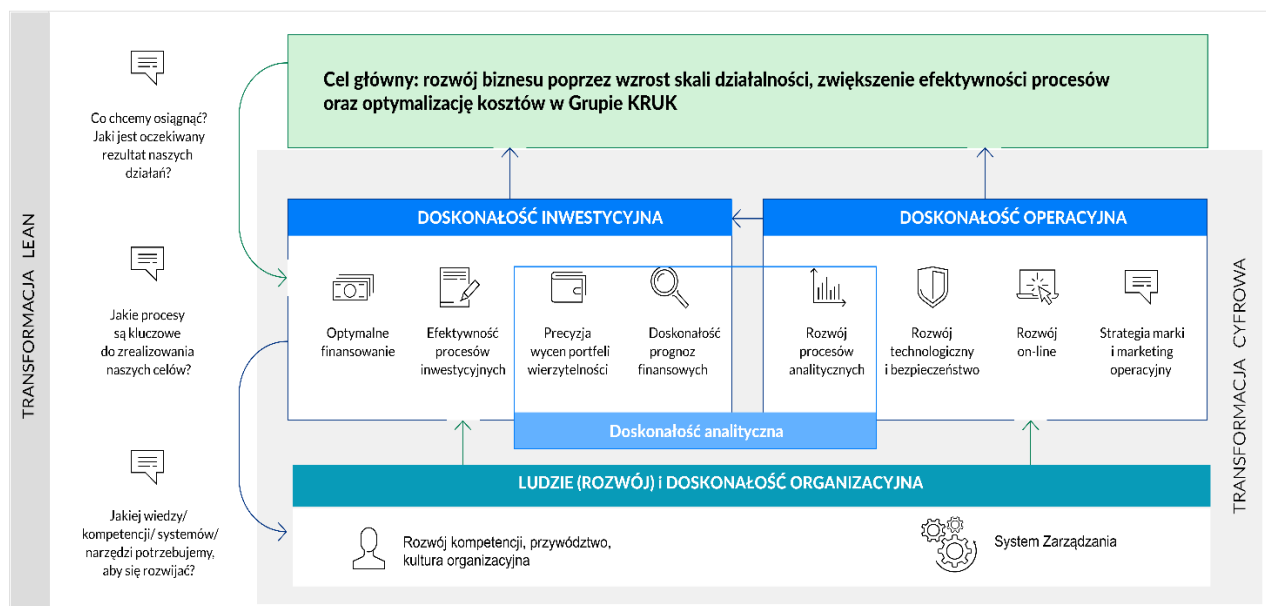 TRANSFORMACJA LEAN
Co chcemy osiągnąć?
Jaki jest oczekiwany
rezultat naszych
działań?
Cel główny: rozwój biznesu poprzez wzrost skali działalności, zwiększenie efektywności procesów
oraz optymalizację kosztów w Grupie KRUK
DOSKONAŁOŚĆ INWESTYCYJNA
DOSKONAŁOŚĆ OPERACYJNA
Jakie procesy
są kluczowe
do zrealizowania
naszych celów?
Optymalne
finansowanie
Efektywność
procesów
inwestycyjnych
Precyzja
wycen portfeli
wierzytelności
Doskonałość
prognoz
finansowych
Rozwój
procesów
analitycznych
Rozwój
technologiczny
i bezpieczeństwo
Rozwój
on-line
Strategia marki
i marketing
operacyjny
Doskonałość analityczna
LUDZIE (ROZWÓJ) i DOSKONAŁOŚĆ ORGANIZACYJNA
Jakiej wiedzy/
kompetencji/ systemów/
narzędzi potrzebujemy,
aby się rozwijać?
Rozwój kompetencji, przywództwo,
kultura organizacyjna
System Zarządzania
TRANSFORMACJA CYFROWA